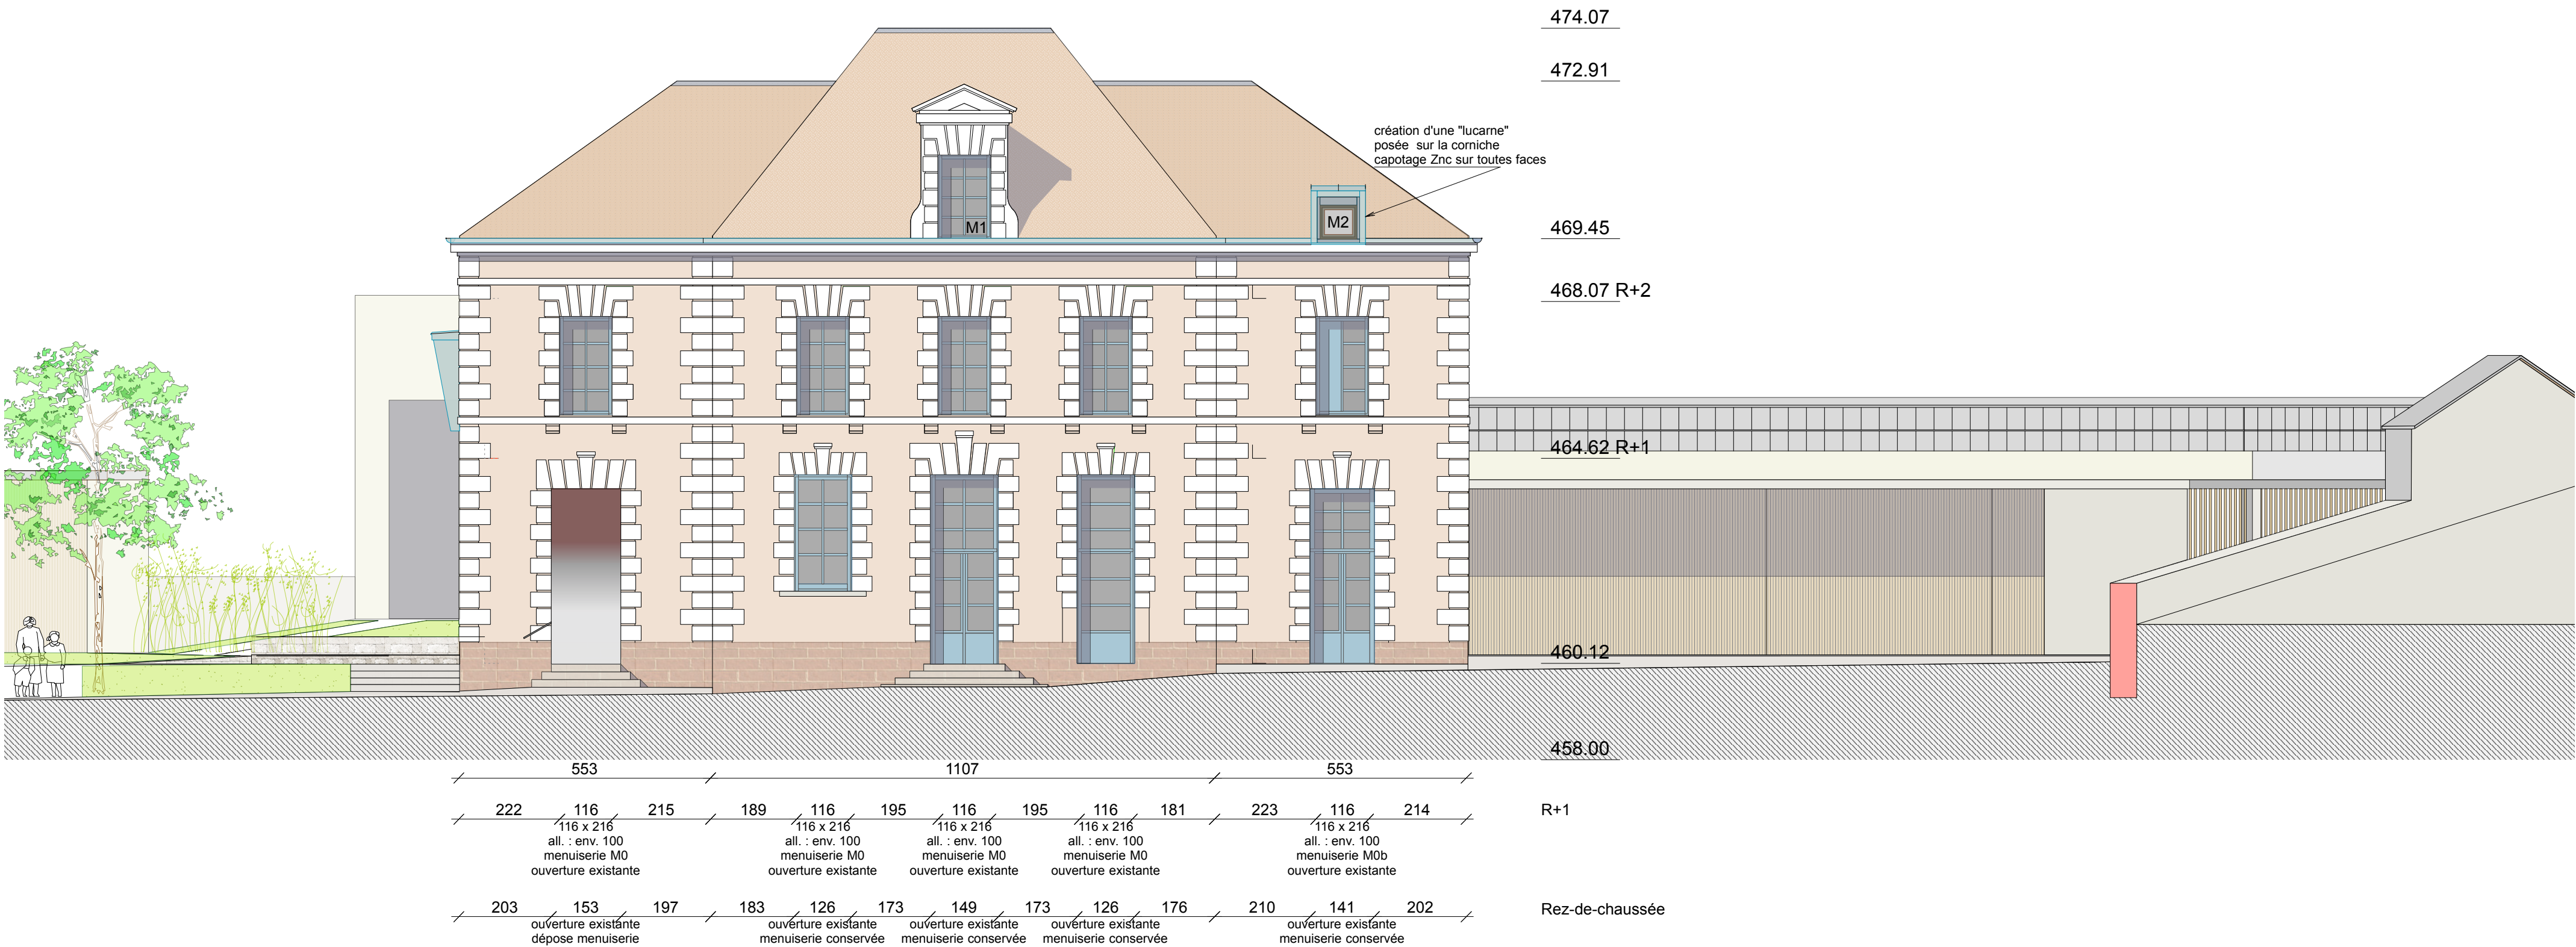 474.07
472.91
création d'une "lucarne"
posée sur la corniche
capotage Znc sur toutes faces
M1
M2
469.45
468.07 R+2
464.62 R+1
460.12
458.00
553 1107 553
222 116 215 189 116 195 116 195 116 181 223 116 214 R+1
116 x 216 116 x 216 116 x 216 116 x 216 116 x 216
all. : env. 100 all. : env. 100 all. : env. 100 all. : env. 100 all. : env. 100
menuiserie M0 menuiserie M0 menuiserie M0 menuiserie M0 menuiserie M0b
ouverture existante ouverture existante ouverture existante ouverture existante ouverture existante
203 153 197 183 126 173 149 173 126 176 210 141 202 Rez-de-chaussée
ouverture existante ouverture existante ouverture existante ouverture existante ouverture existante
dépose menuiserie menuiserie conservée menuiserie conservée menuiserie conservée menuiserie conservée